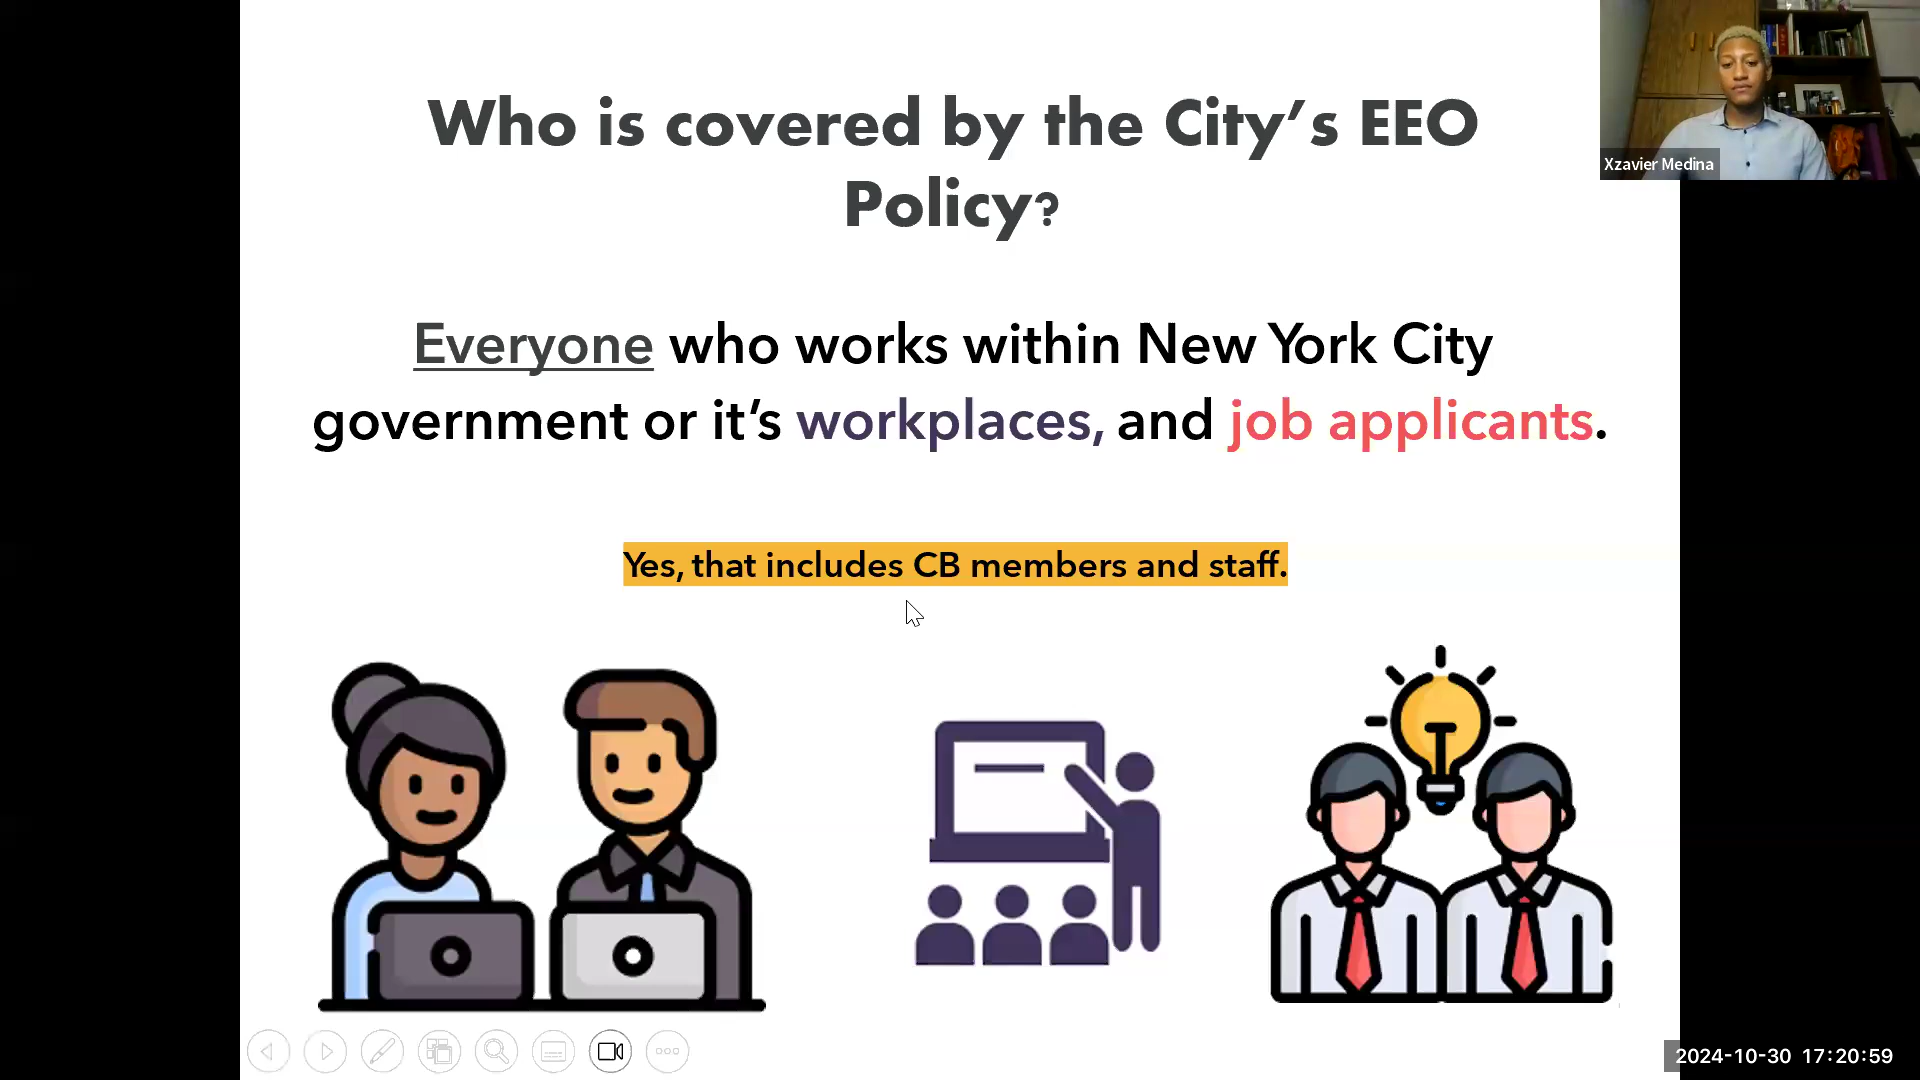 Who is covered by the City’s EEO
Policy?
Everyone who works within New York City
government or it’s workplaces, and job applicants.
Yes, that includes CB members and staff.
Xzavier Medina
2024-10-30 17:20:59